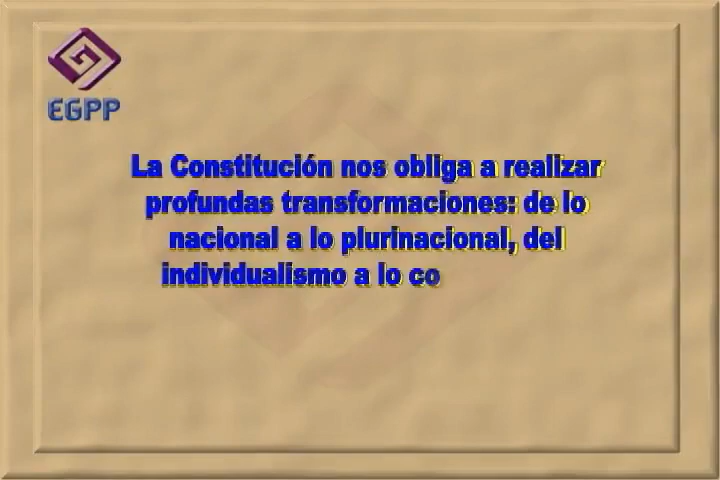 EGPP
La Constitución nos obliga a realizar
profundas transformaciones: de lo
nacional a lo plurinacional, del
individualismo a lo co